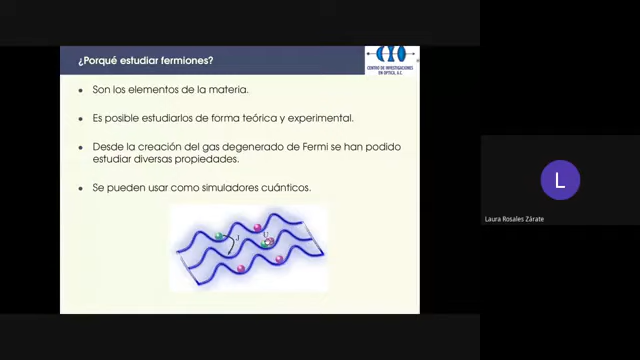 ¿Porqué estudiar fermiones?
CIO
CENTRO DE INVESTIGACIONES
EN OPTICA, A.C.
Son los elementos de la materia.
Es posible estudiarlos de forma teórica y experimental.
Desde la creación del gas degenerado de Fermi se han podido
estudiar diversas propiedades.
Se pueden usar como simuladores cuánticos.
J
U
L
Laura Rosales Zárate